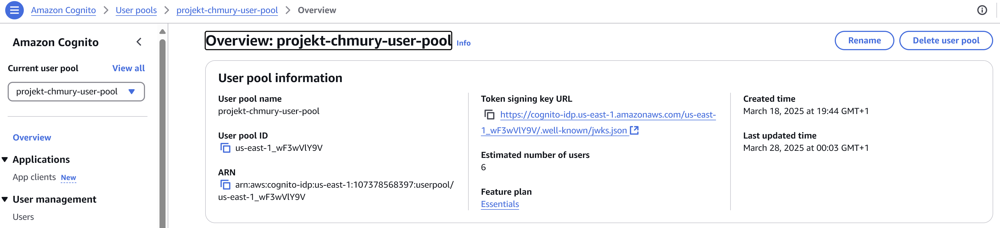 Amazon Cognito > User pools > projekt-chmury-user-pool > Overview
Amazon Cognito
Current user pool View all
projekt-chmury-user-pool
Overview
Applications
App clients New
User management
Users
Overview: projekt-chmury-user-pool Info
Rename Delete user pool
User pool information
User pool name
projekt-chmury-user-pool
User pool ID
us-east-1_wF3wVlY9V
ARN
arn:aws:cognito-idp:us-east-1:107378568397:userpool/
us-east-1_wF3wVlY9V
Token signing key URL
https://cognito-idp.us-east-1.amazonaws.com/us-east-
1_wF3wVlY9V/.well-known/jwks.json
Estimated number of users
6
Feature plan
Essentials
Created time
March 18, 2025 at 19:44 GMT+1
Last updated time
March 28, 2025 at 00:03 GMT+1